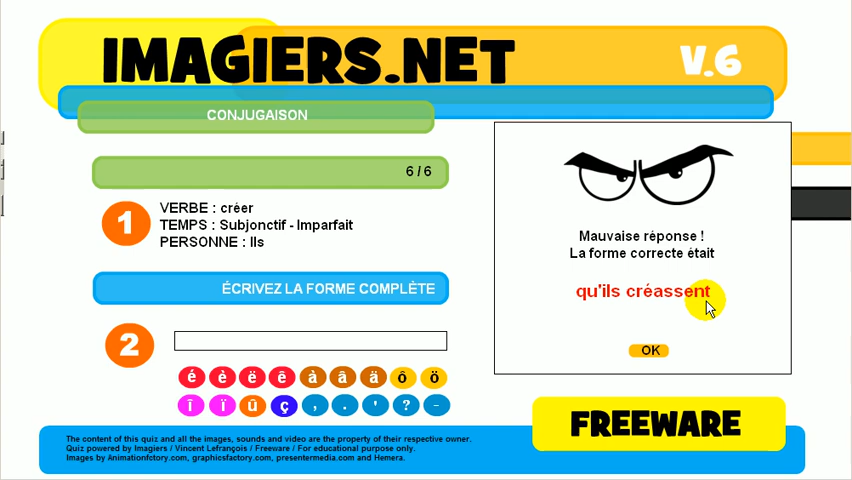 IMAGIERS.NET
V.6
CONJUGAISON
6 / 6
1
VERBE : créer
TEMPS : Subjonctif - Imparfait
PERSONNE : Ils
ÉCRIVEZ LA FORME COMPLÈTE
2
é è ë ê à â ä ô ö
î ï û ç , . ' ? -
Mauvaise réponse !
La forme correcte était
qu'ils créassent
OK
FREEWARE
The content of this quiz and all the images, sounds and video are the property of their respective owner.
Quiz powered by Imagiers / Vincent Lefrançois / Freeware / For educational purpose only.
Images by Animationfctory.com, graphicsfactory.com, presentermedia.com and Hemera.